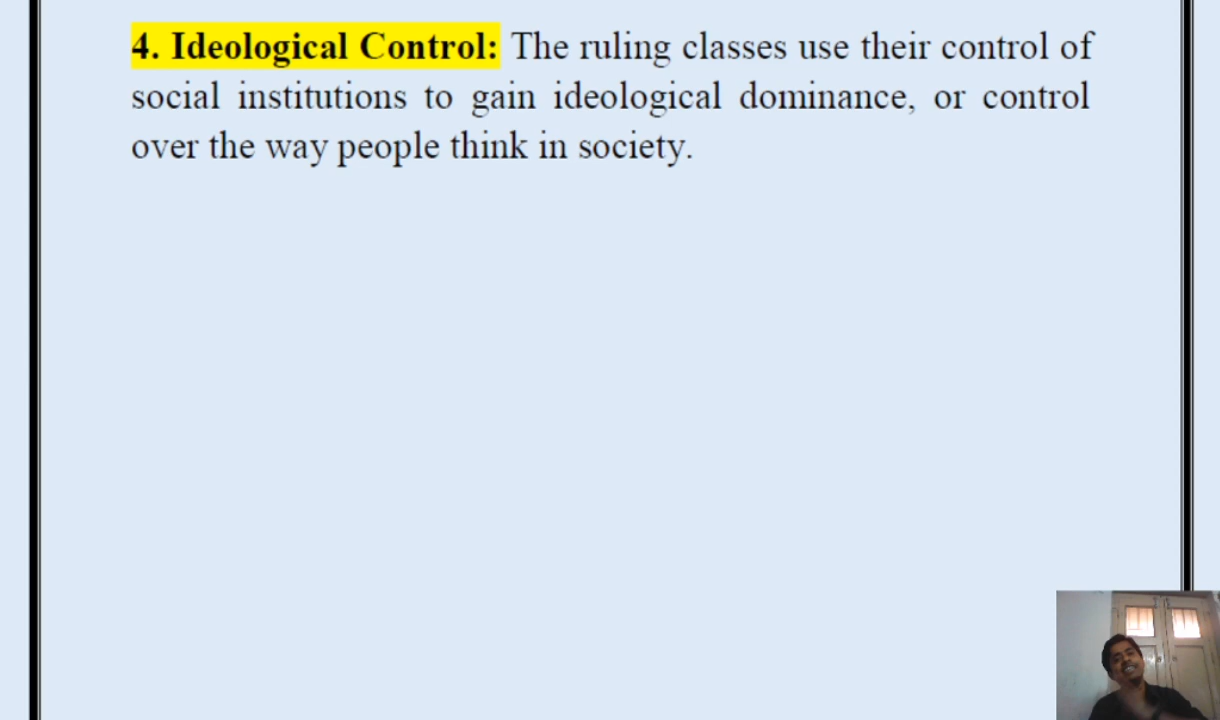 4. Ideological Control: The ruling classes use their control of
social institutions to gain ideological dominance, or control
over the way people think in society.